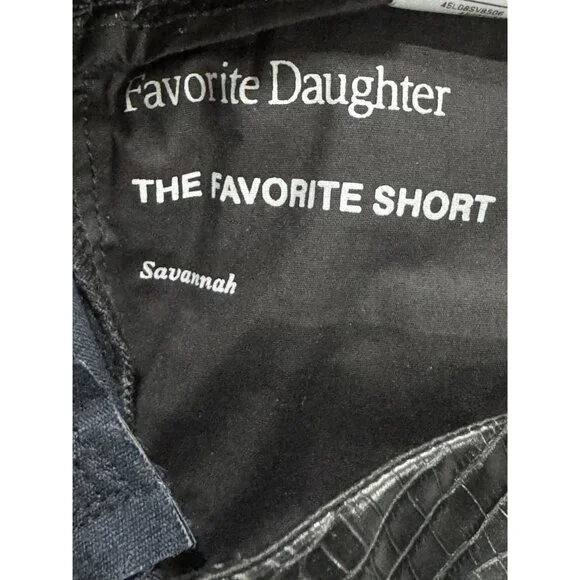 Favorite Daughter
THE FAVORITE SHORT
Savannah